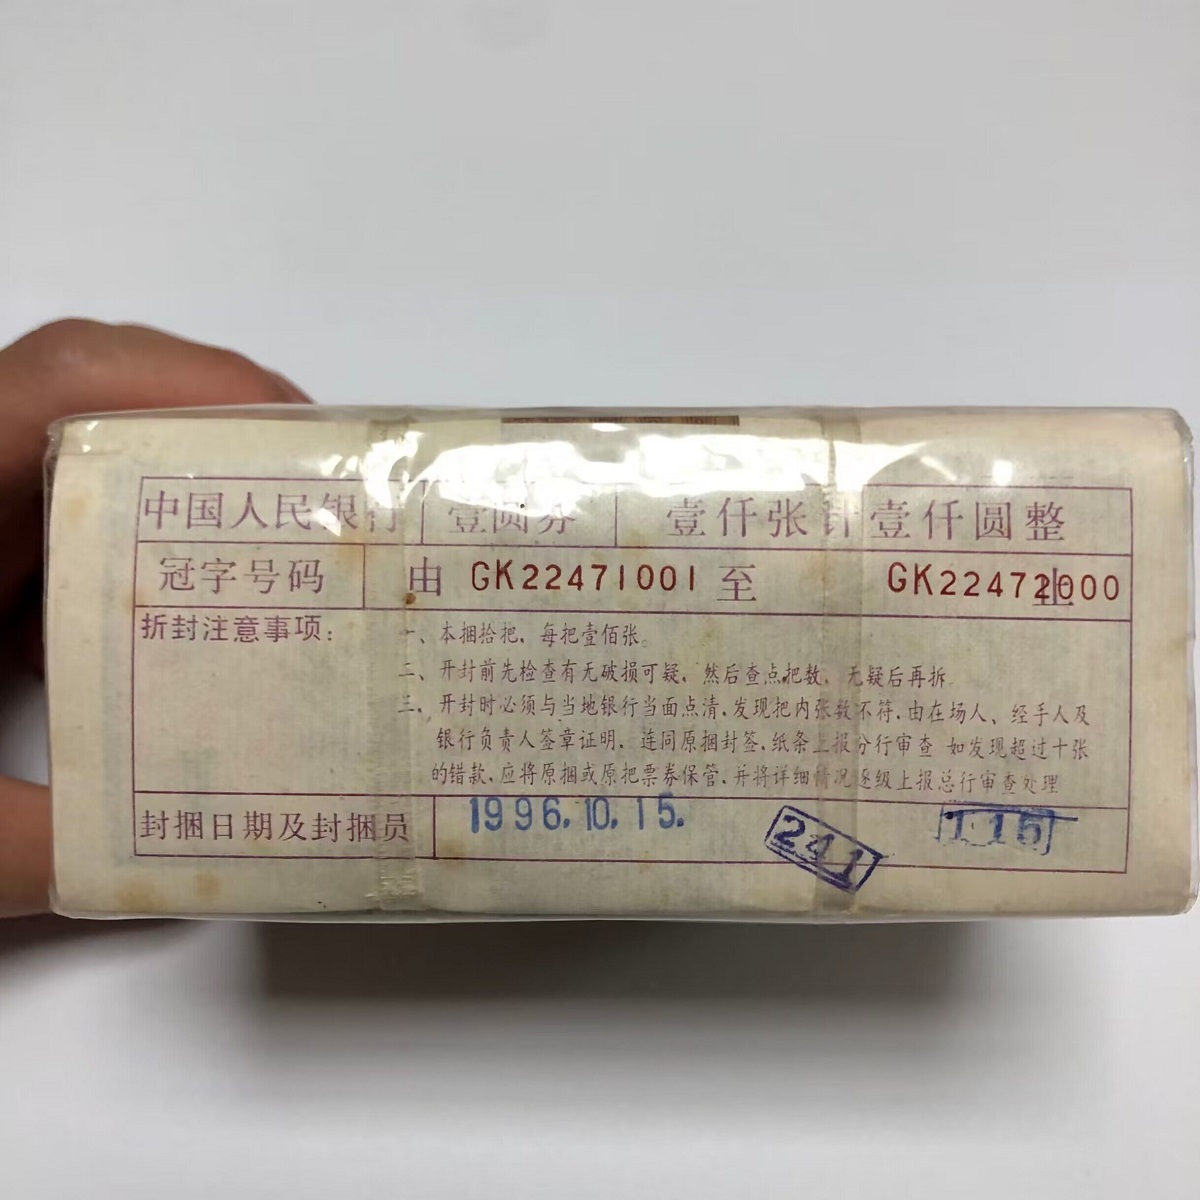 中国人民银行 壹圆券 壹仟张计壹仟圆整
冠字号码 由 GK22471001 至 GK22472000 止
折封注意事项:
一、本捆拾把，每把壹佰张。
二、开封前先检查有无破损可疑，然后查点把数，无疑后再拆
三、开封时必须与当地银行当面点清，发现把内张数不符，由在场人、经手人及
银行负责人签章证明，连同原捆封签，纸条上报分行审查 如发现超过十张
的错款，应将原捆或原把票券保管，并将详细情况逐级上报总行审查处理
封捆日期及封捆员 1996.10.15. 241 115